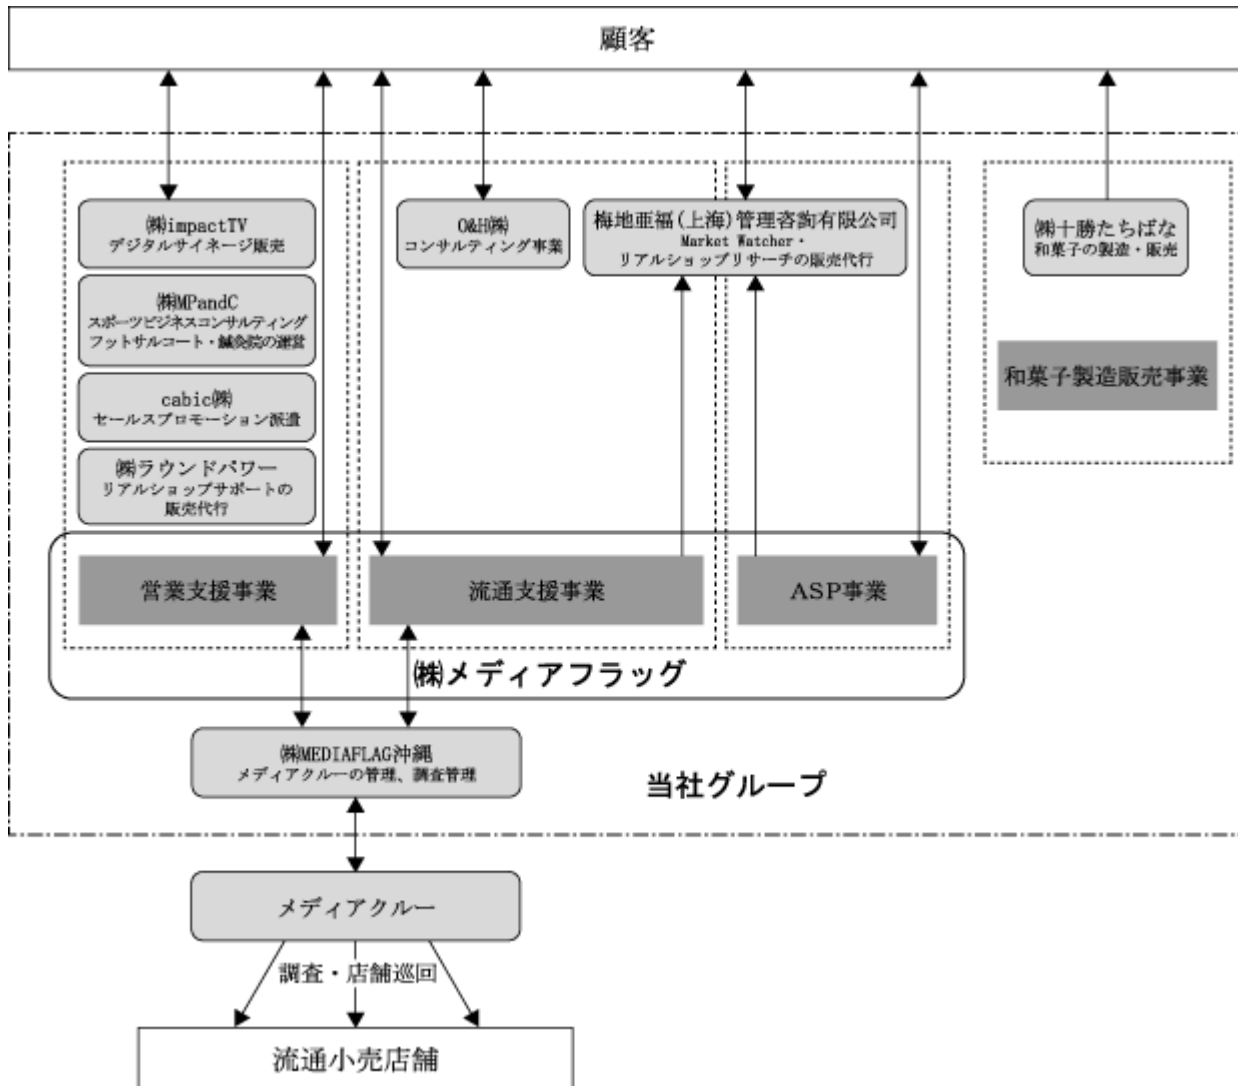 顧客
㈱impactTV
デジタルサイネージ販売
㈱MPandC
スポーツビジネスコンサルティング
フットサルコート・鍼灸院の運営
cabic㈱
セールスプロモーション派遣
㈱ラウンドパワー
リアルショップサポートの
販売代行
O&H㈱
コンサルティング事業
梅地亜福(上海)管理咨詢有限公司
Market Watcher・
リアルショップリサーチの販売代行
㈱十勝たちばな
和菓子の製造・販売
和菓子製造販売事業
営業支援事業
流通支援事業
ASP事業
㈱メディアフラッグ
㈱MEDIAFLAG沖縄
メディアクルーの管理、調査管理
当社グループ
メディアクルー
調査・店舗巡回
流通小売店舗